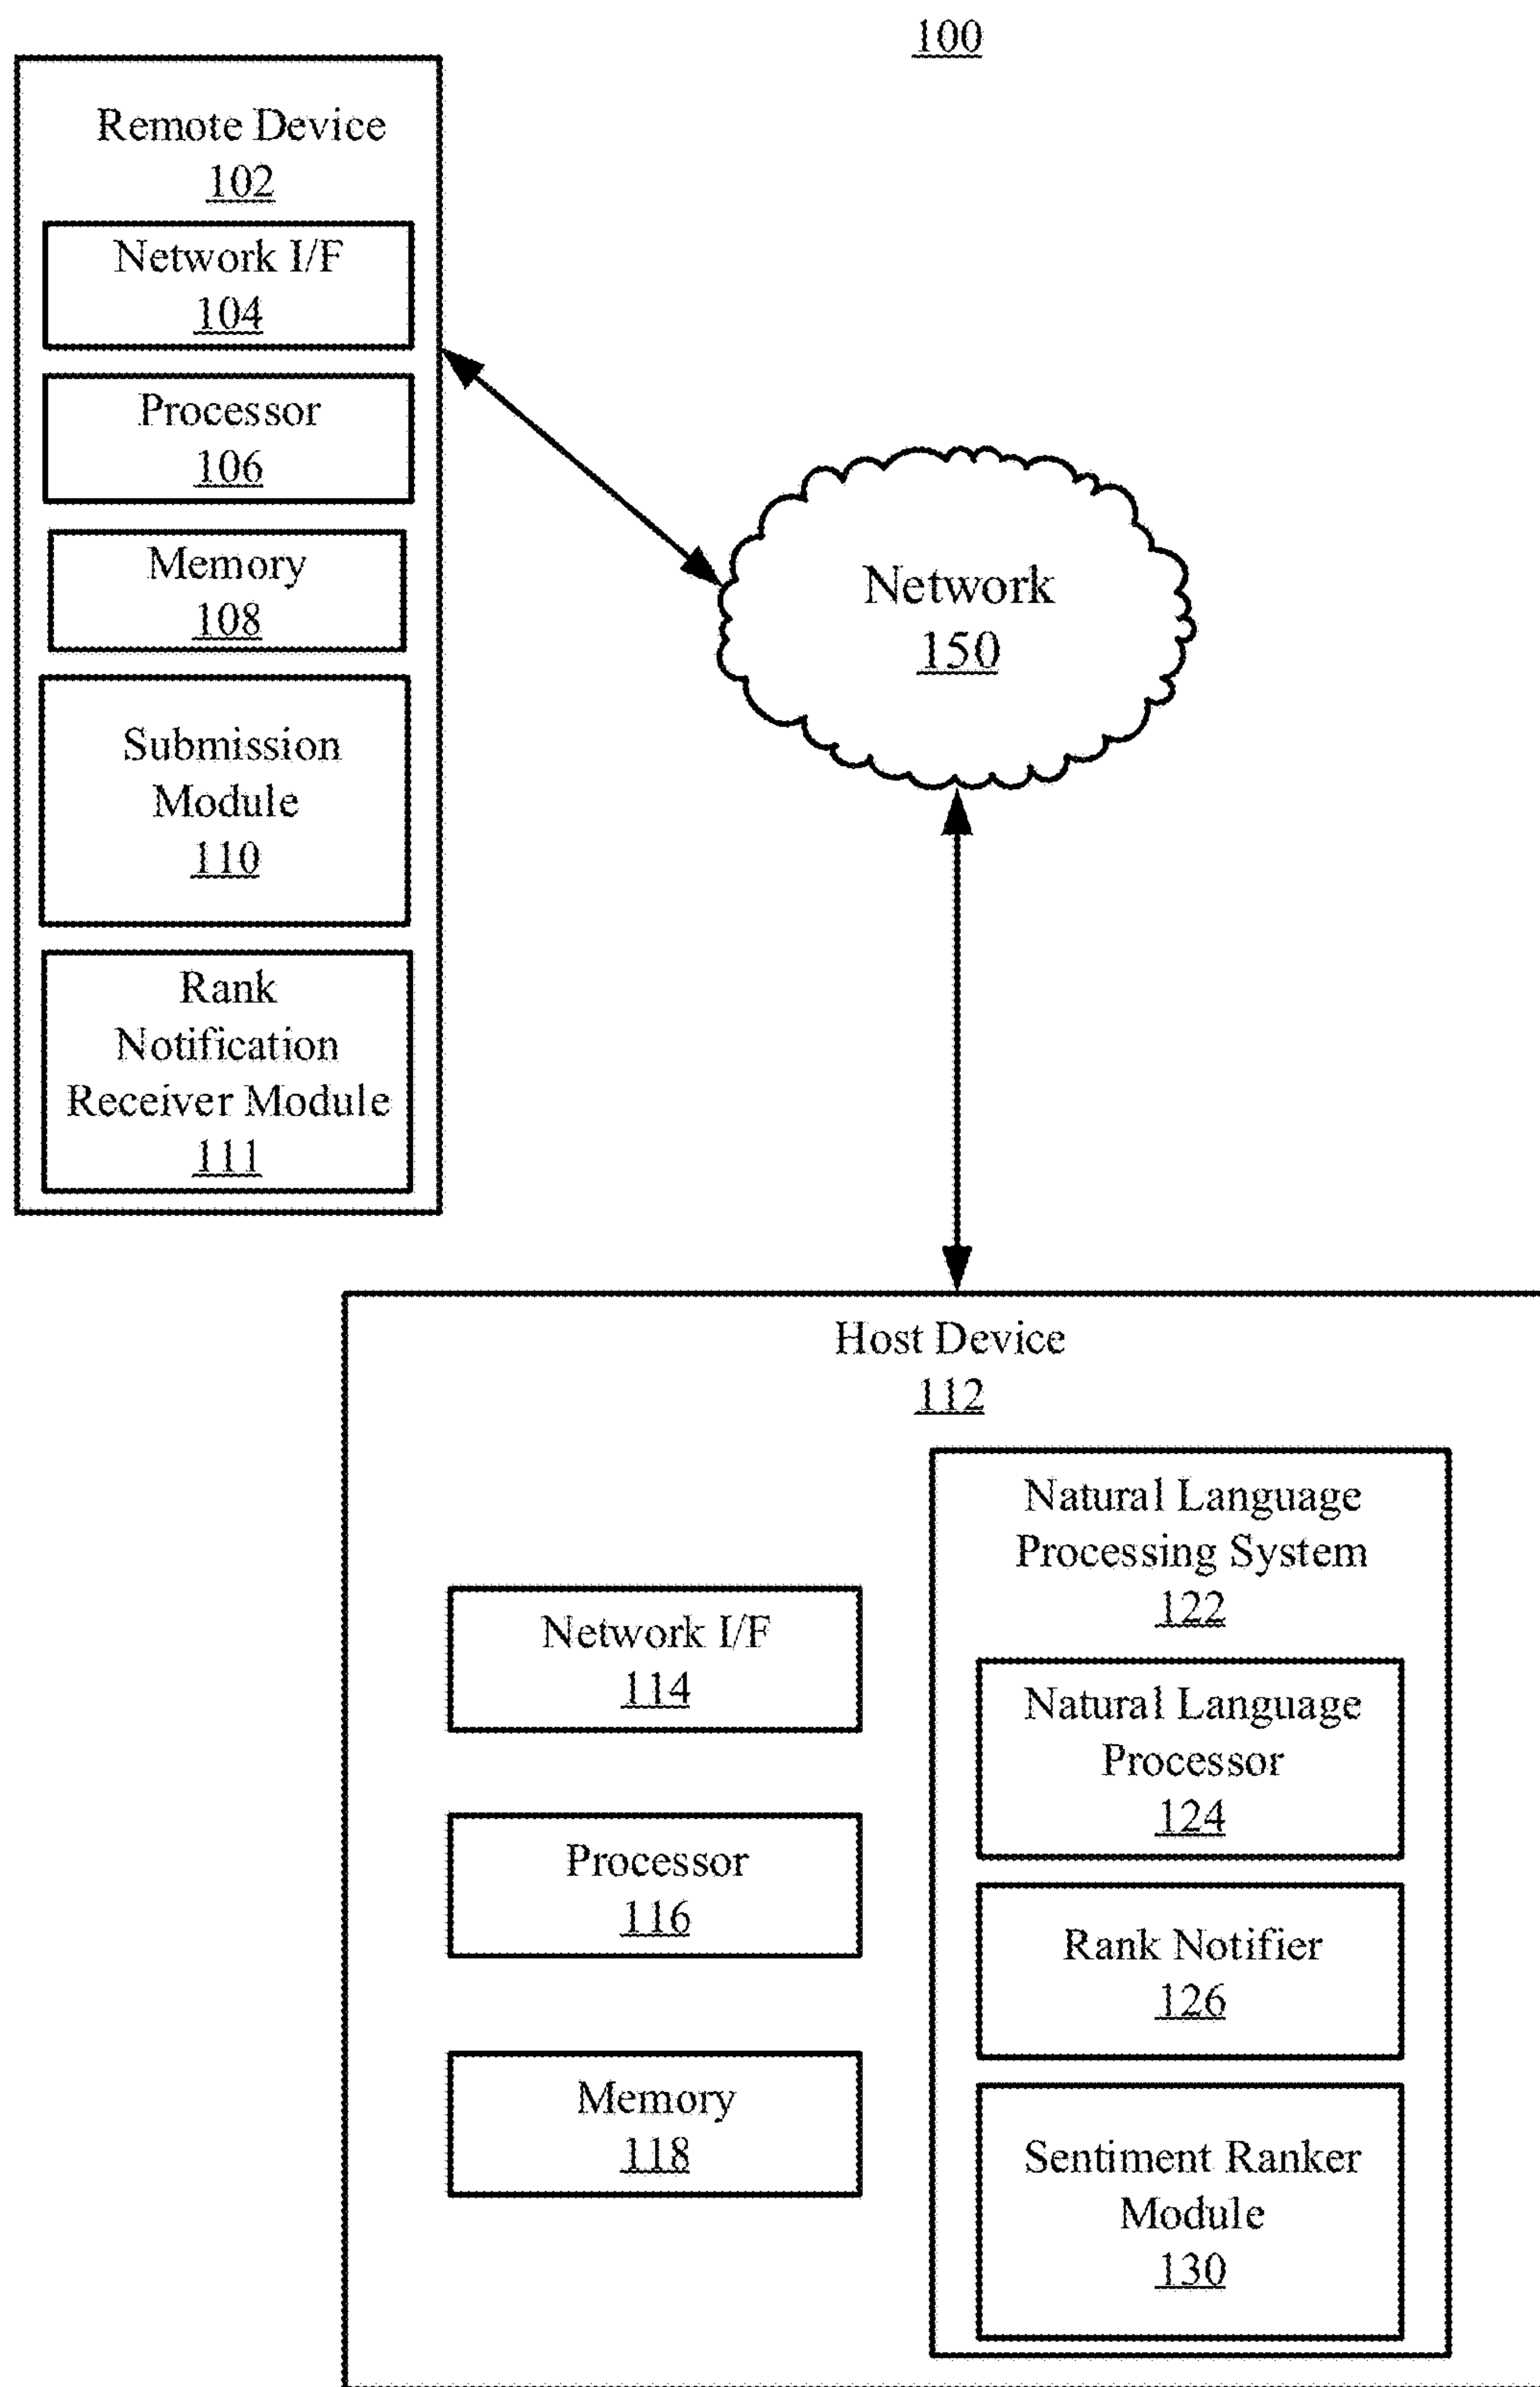 100
Remote Device
102
Network I/F
104
Processor
106
Memory
108
Submission
Module
110
Rank
Notification
Receiver Module
111
Network
150
Host Device
112
Network I/F
114
Processor
116
Memory
118
Natural Language
Processing System
122
Natural Language
Processor
124
Rank Notifier
126
Sentiment Ranker
Module
130